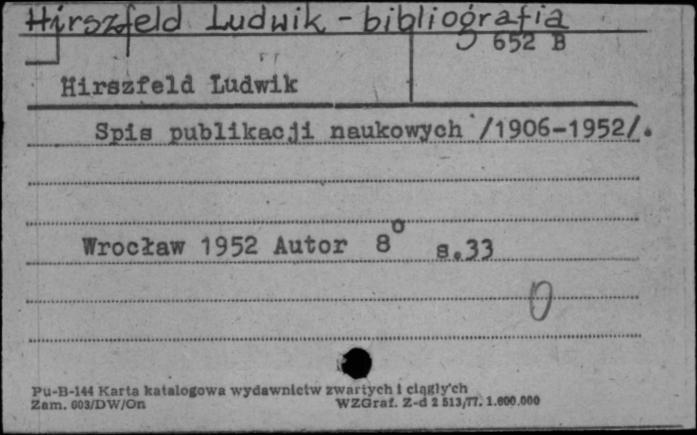 Hirszfeld Ludwik - bibliografia
652 B
Hirszfeld Ludwik
Spis publikacji naukowych /1906-1952/.
Wrocław 1952 Autor 8° s.33
0
Pu-B-144 Karta katalogowa wydawnictw zwartych i ciągłych
Zam. 603/DW/On WZGraf. Z-d 2 513/77. 1.000.000